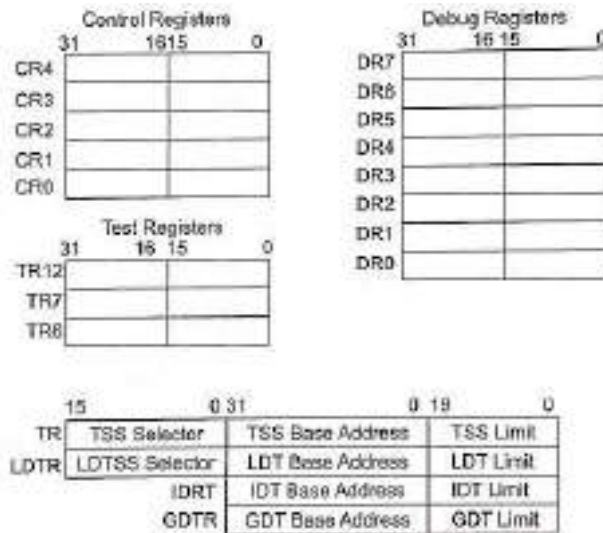 Control Registers
31 1615 0
CR4
CR3
CR2
CR1
CR0
Test Registers
31 16 15 0
TR12
TR7
TR6
Debug Registers
31 16 15 0
DR7
DR6
DR5
DR4
DR3
DR2
DR1
DR0
15 0 31 0 19 0
TR TSS Selector TSS Base Address TSS Limit
LDTR LDTSS Selector LDT Base Address LDT Limit
IDRT IDT Base Address IDT Limit
GDTR GDT Base Address GDT Limit